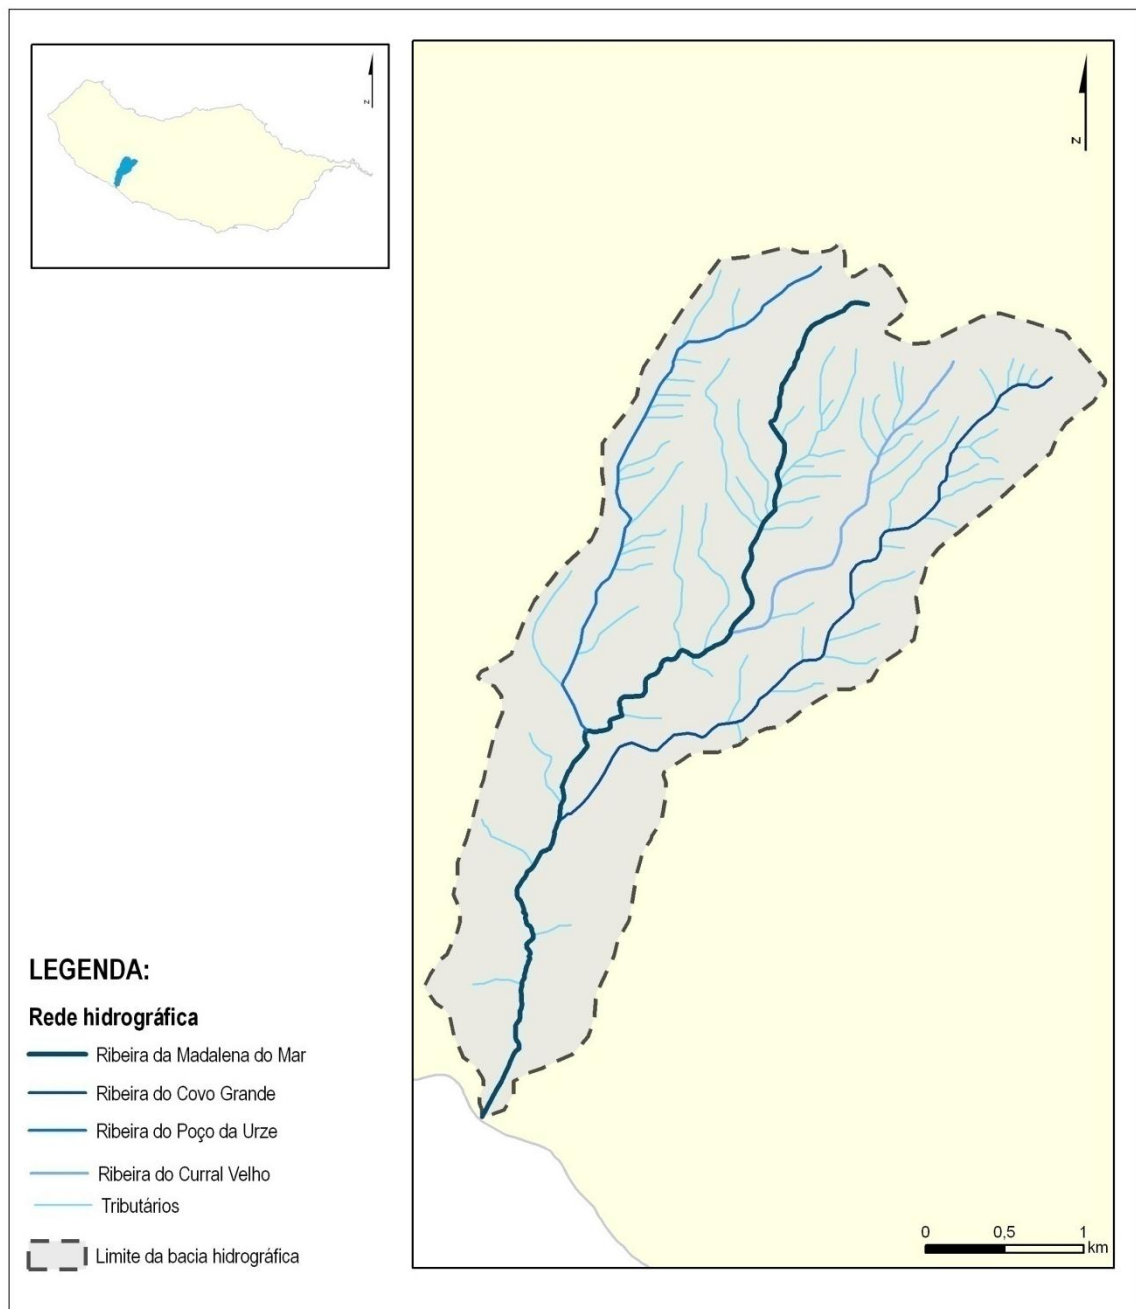 N
N
LEGENDA:
Rede hidrográfica
Ribeira da Madalena do Mar
Ribeira do Covo Grande
Ribeira do Poço da Urze
Ribeira do Curral Velho
Tributários
Limite da bacia hidrográfica
0 0,5 1
km